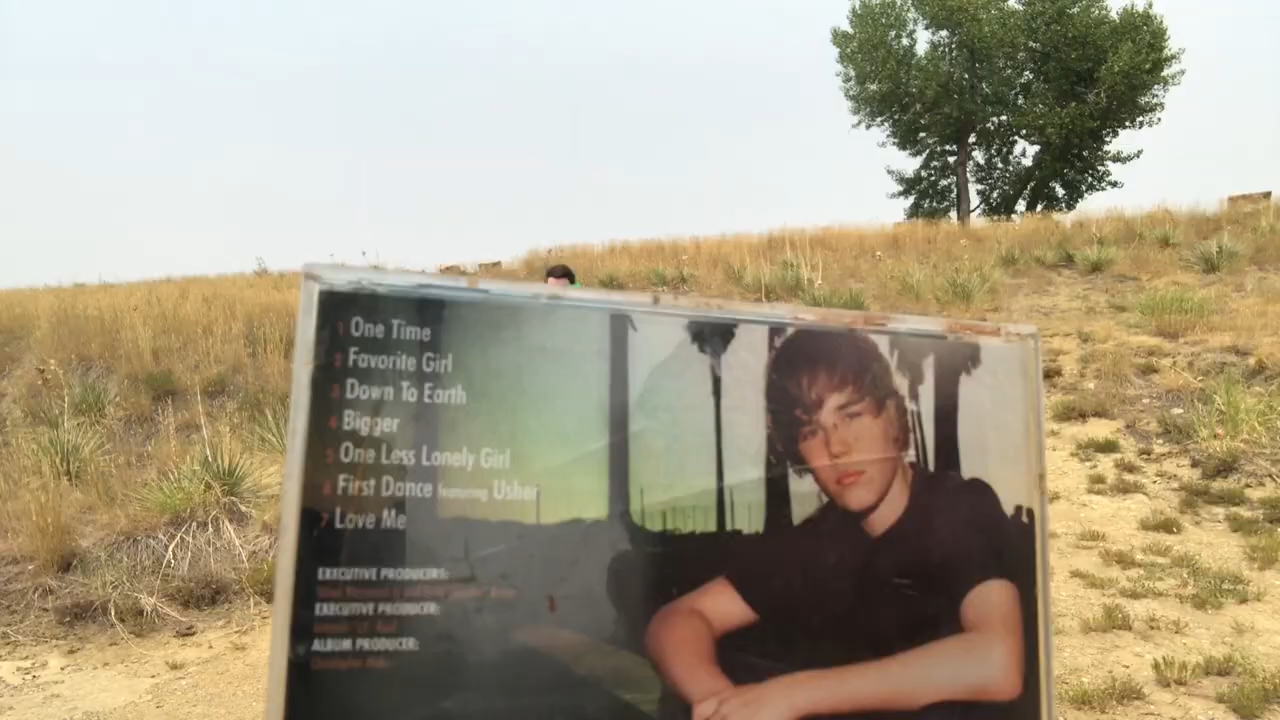 1 One Time
2 Favorite Girl
3 Down To Earth
4 Bigger
5 One Less Lonely Girl
6 First Dance featuring Usher
7 Love Me
EXECUTIVE PRODUCERS:
EXECUTIVE PRODUCER:
ALBUM PRODUCER: